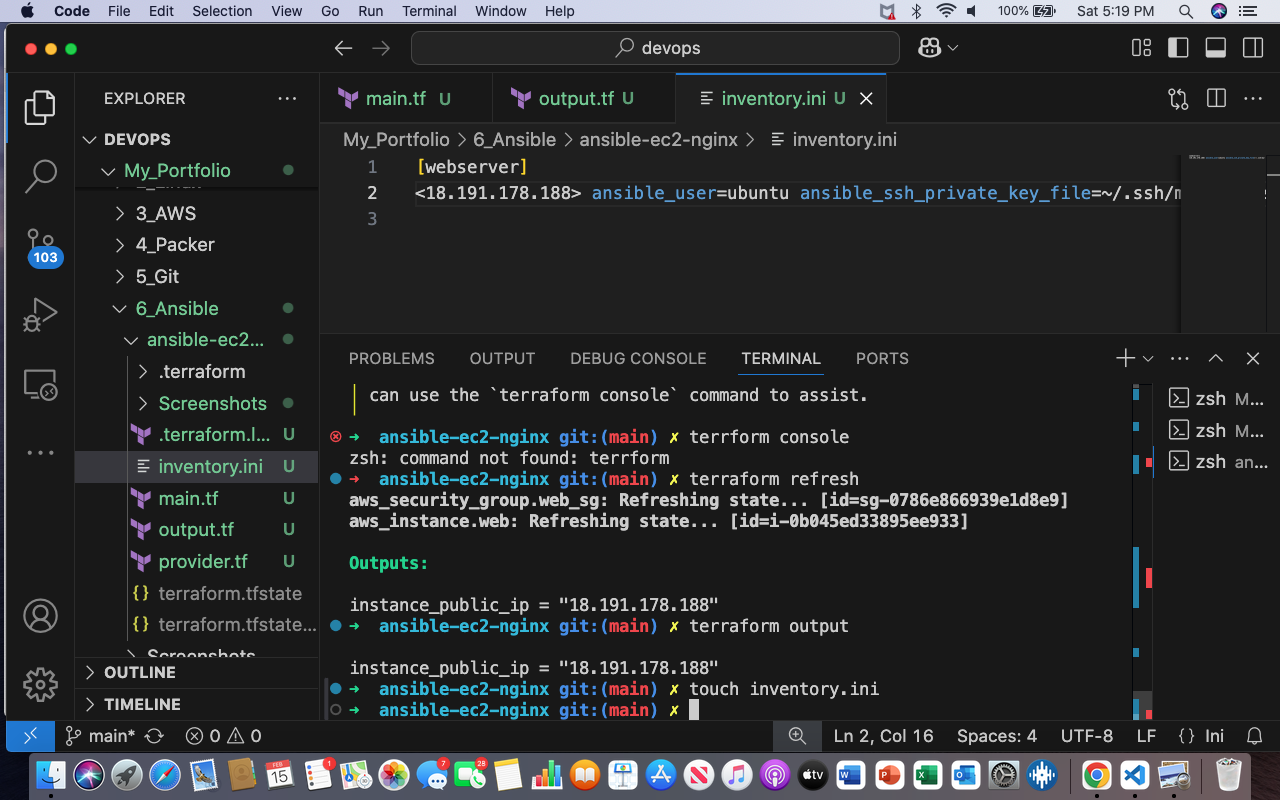 Code File Edit Selection View Go Run Terminal Window Help 100% Sat 5:19 PM
devops
EXPLORER
DEVOPS
My_Portfolio
3_AWS
4_Packer
5_Git
6_Ansible
ansible-ec2...
.terraform
Screenshots
.terraform.l... U
inventory.ini U
main.tf U
output.tf U
provider.tf U
{} terraform.tfstate
{} terraform.tfstate...
Screenshots
OUTLINE
TIMELINE
103
main.tf U output.tf U inventory.ini U
My_Portfolio > 6_Ansible > ansible-ec2-nginx > inventory.ini
1 [webserver]
2 <18.191.178.188> ansible_user=ubuntu ansible_ssh_private_key_file=~/.ssh/m
3
PROBLEMS OUTPUT DEBUG CONSOLE TERMINAL PORTS
can use the `terraform console` command to assist.
→ ansible-ec2-nginx git:(main) ✗ terrform console
zsh: command not found: terrform
→ ansible-ec2-nginx git:(main) ✗ terraform refresh
aws_security_group.web_sg: Refreshing state... [id=sg-0786e866939e1d8e9]
aws_instance.web: Refreshing state... [id=i-0b045ed33895ee933]
Outputs:
instance_public_ip = "18.191.178.188"
→ ansible-ec2-nginx git:(main) ✗ terraform output
instance_public_ip = "18.191.178.188"
→ ansible-ec2-nginx git:(main) ✗ touch inventory.ini
→ ansible-ec2-nginx git:(main) ✗
zsh M...
zsh M...
zsh an...
main* 0 0 Ln 2, Col 16 Spaces: 4 UTF-8 LF {} Ini
FEB
15
1
7
28
tv
W
P
X